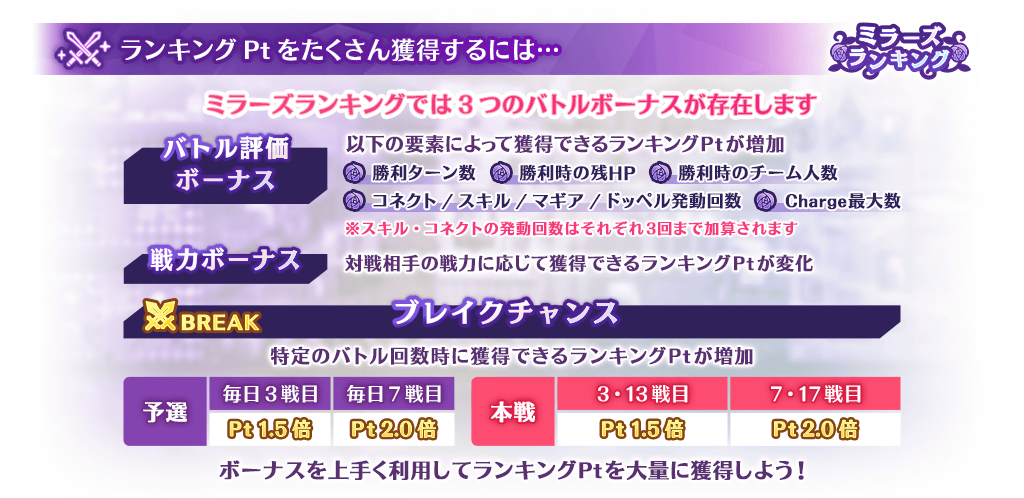 ランキング Pt をたくさん獲得するには…
ミラーズ
ランキング
ミラーズランキングでは3つのバトルボーナスが存在します
バトル評価
ボーナス
以下の要素によって獲得できるランキングPtが増加
勝利ターン数 勝利時の残HP 勝利時のチーム人数
コネクト / スキル / マギア / ドッペル発動回数 Charge最大数
※スキル・コネクトの発動回数はそれぞれ3回まで加算されます
戦力ボーナス
対戦相手の戦力に応じて獲得できるランキングPtが変化
BREAK ブレイクチャンス
特定のバトル回数時に獲得できるランキングPtが増加
予選 毎日3戦目 毎日7戦目 本戦 3・13戦目 7・17戦目
Pt 1.5 倍 Pt 2.0 倍 Pt 1.5 倍 Pt 2.0 倍
ボーナスを上手く利用してランキングPtを大量に獲得しよう！